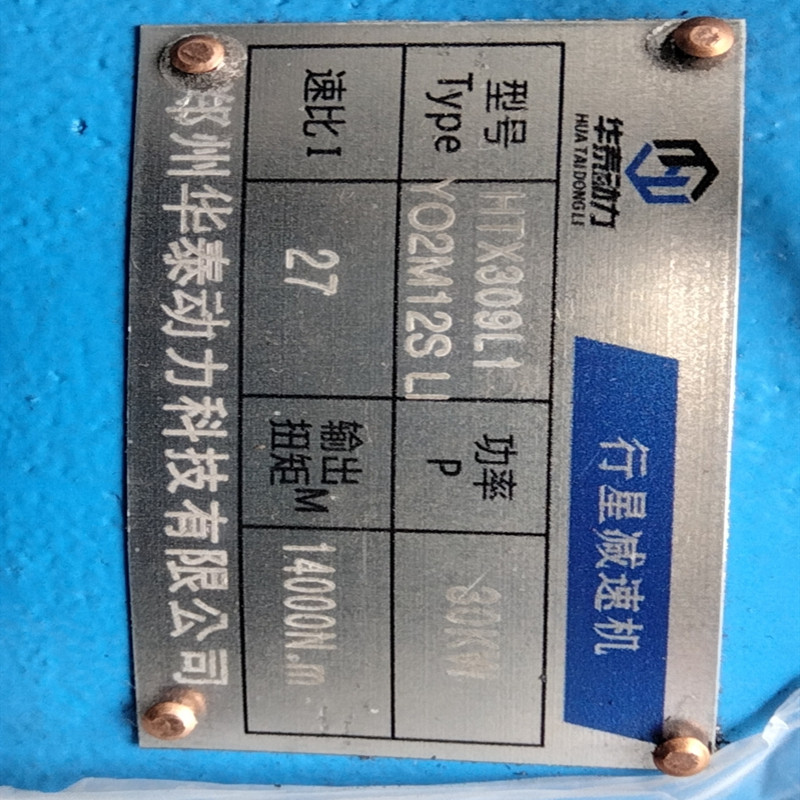 华泰动力
HUA TAI DONG LI
行星减速机
型号
Type
HTX309L1
YO2M12S LI
功率
P
30KW
速比 I
27
输出
扭矩M
14000N.m
郑州华泰动力科技有限公司